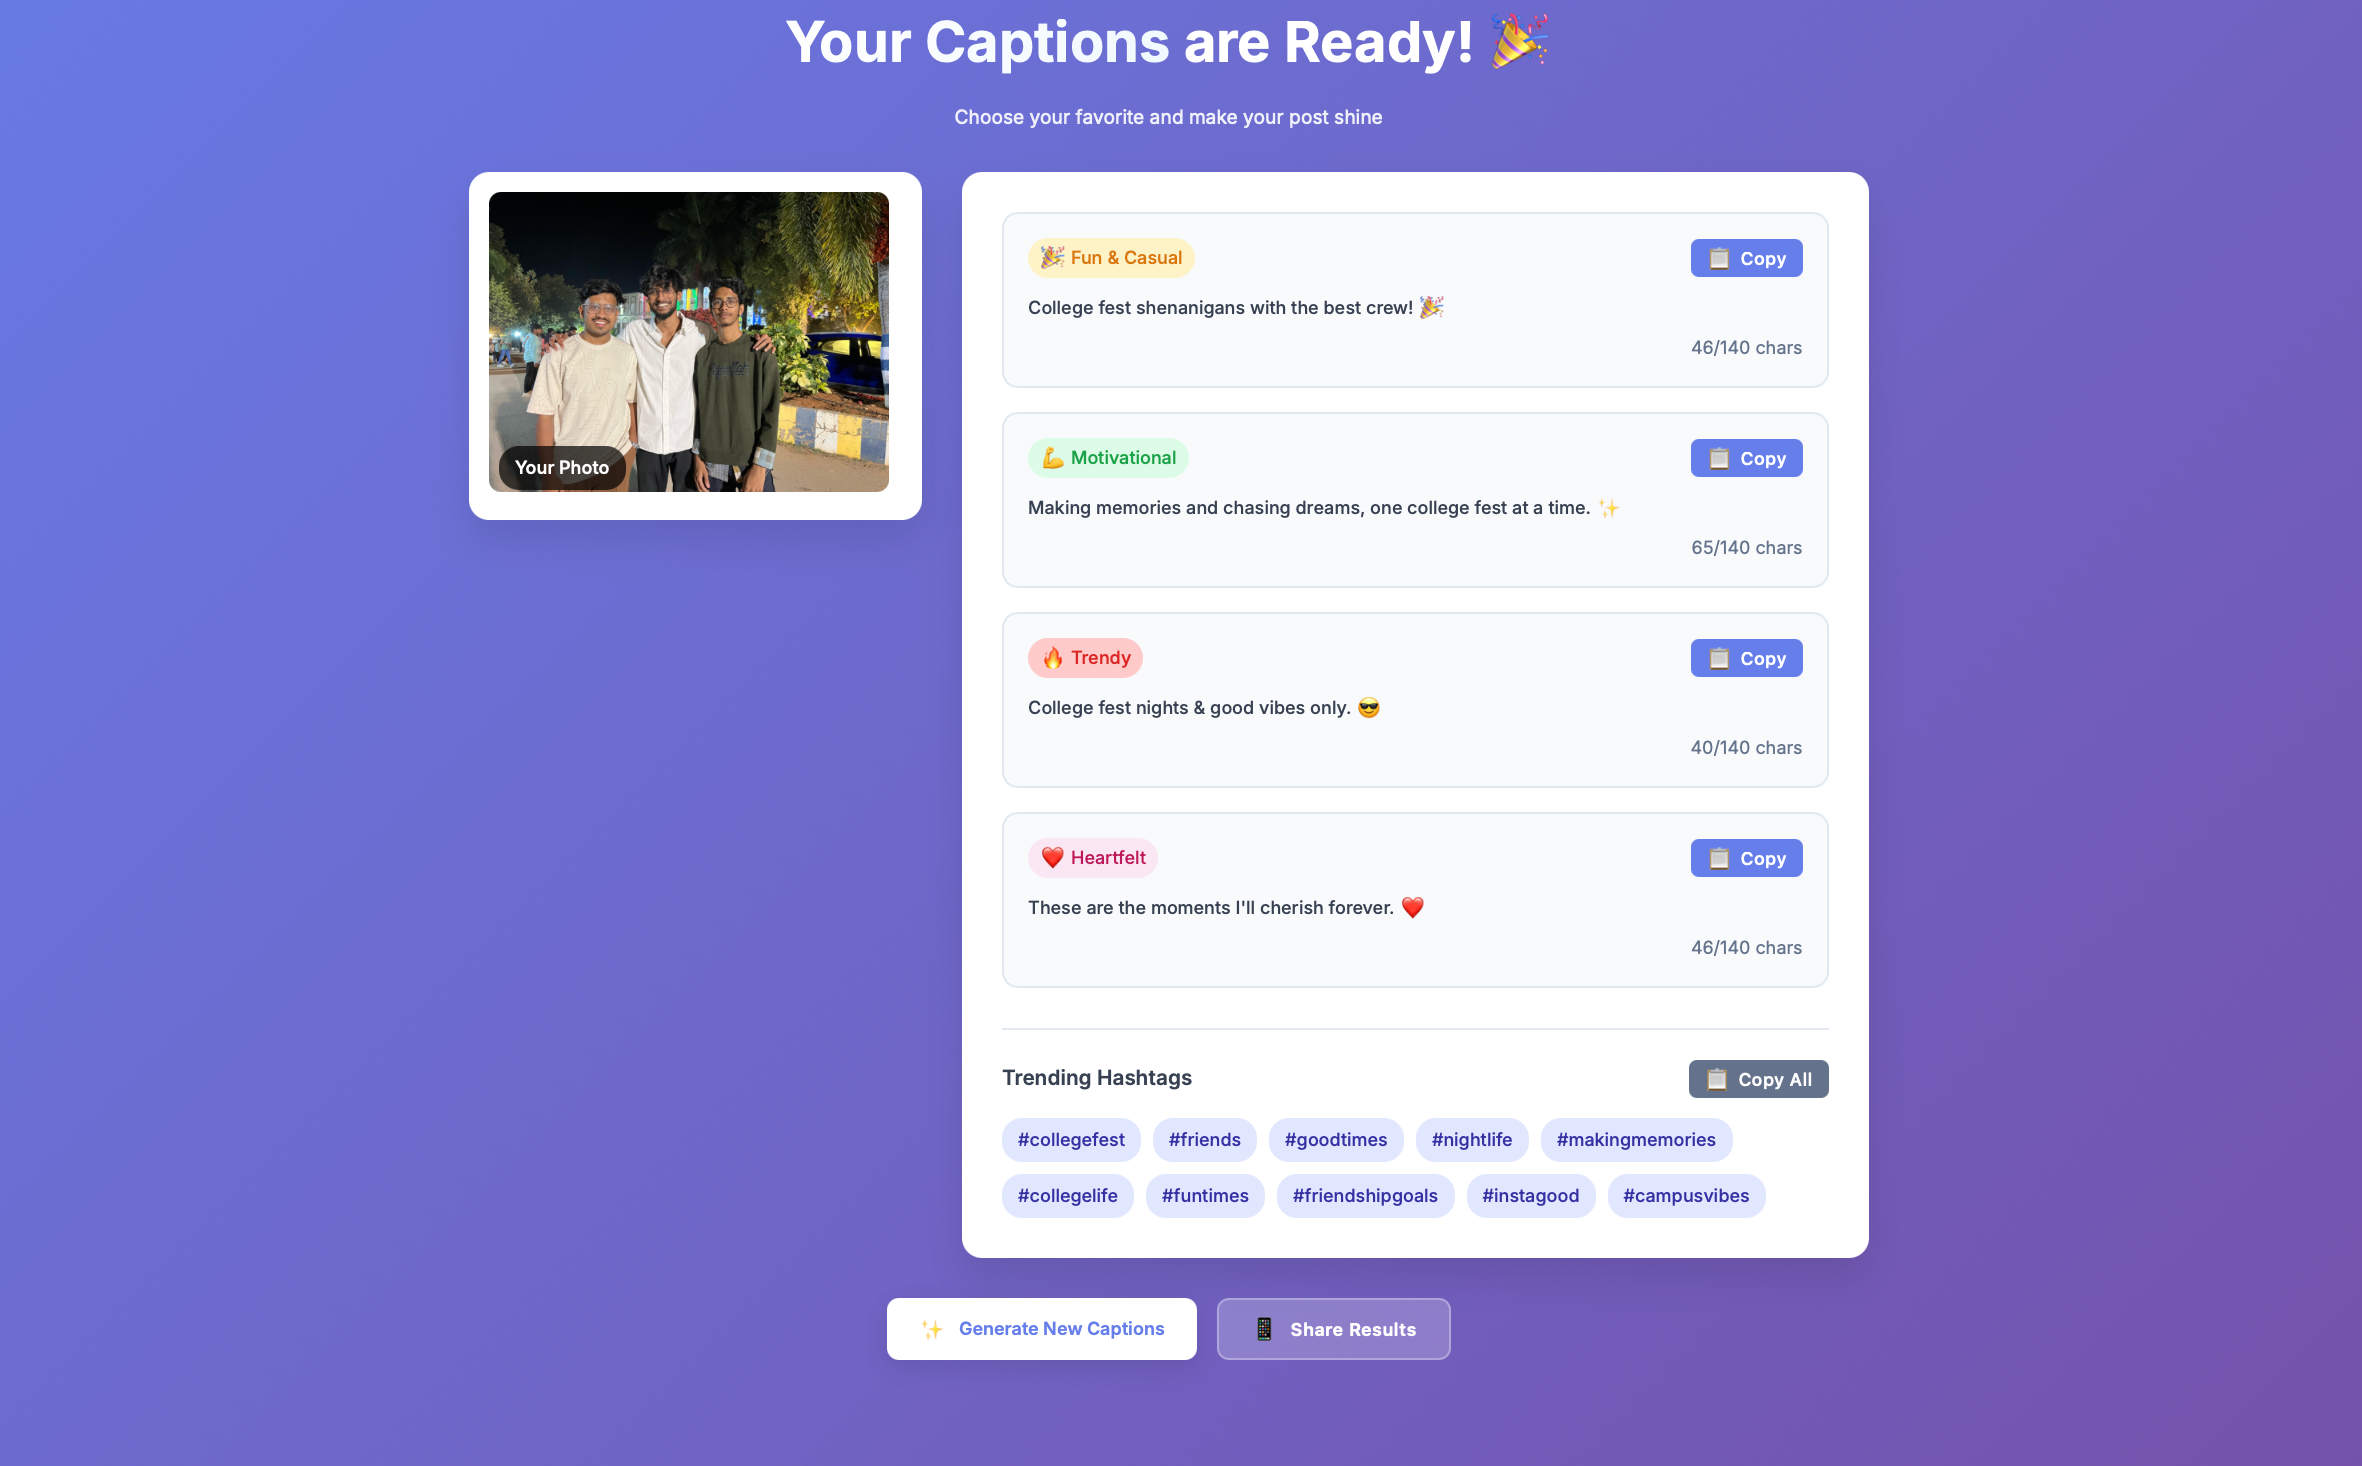 Your Captions are Ready! 🎉
Choose your favorite and make your post shine
Your Photo
🎉 Fun & Casual
📋 Copy
College fest shenanigans with the best crew! 🎉
46/140 chars
💪 Motivational
📋 Copy
Making memories and chasing dreams, one college fest at a time. ✨
65/140 chars
🔥 Trendy
📋 Copy
College fest nights & good vibes only. 😎
40/140 chars
❤️ Heartfelt
📋 Copy
These are the moments I'll cherish forever. ❤️
46/140 chars
Trending Hashtags
📋 Copy All
#collegefest #friends #goodtimes #nightlife #makingmemories
#collegelife #funtimes #friendshipgoals #instagood #campusvibes
✨ Generate New Captions
📱 Share Results